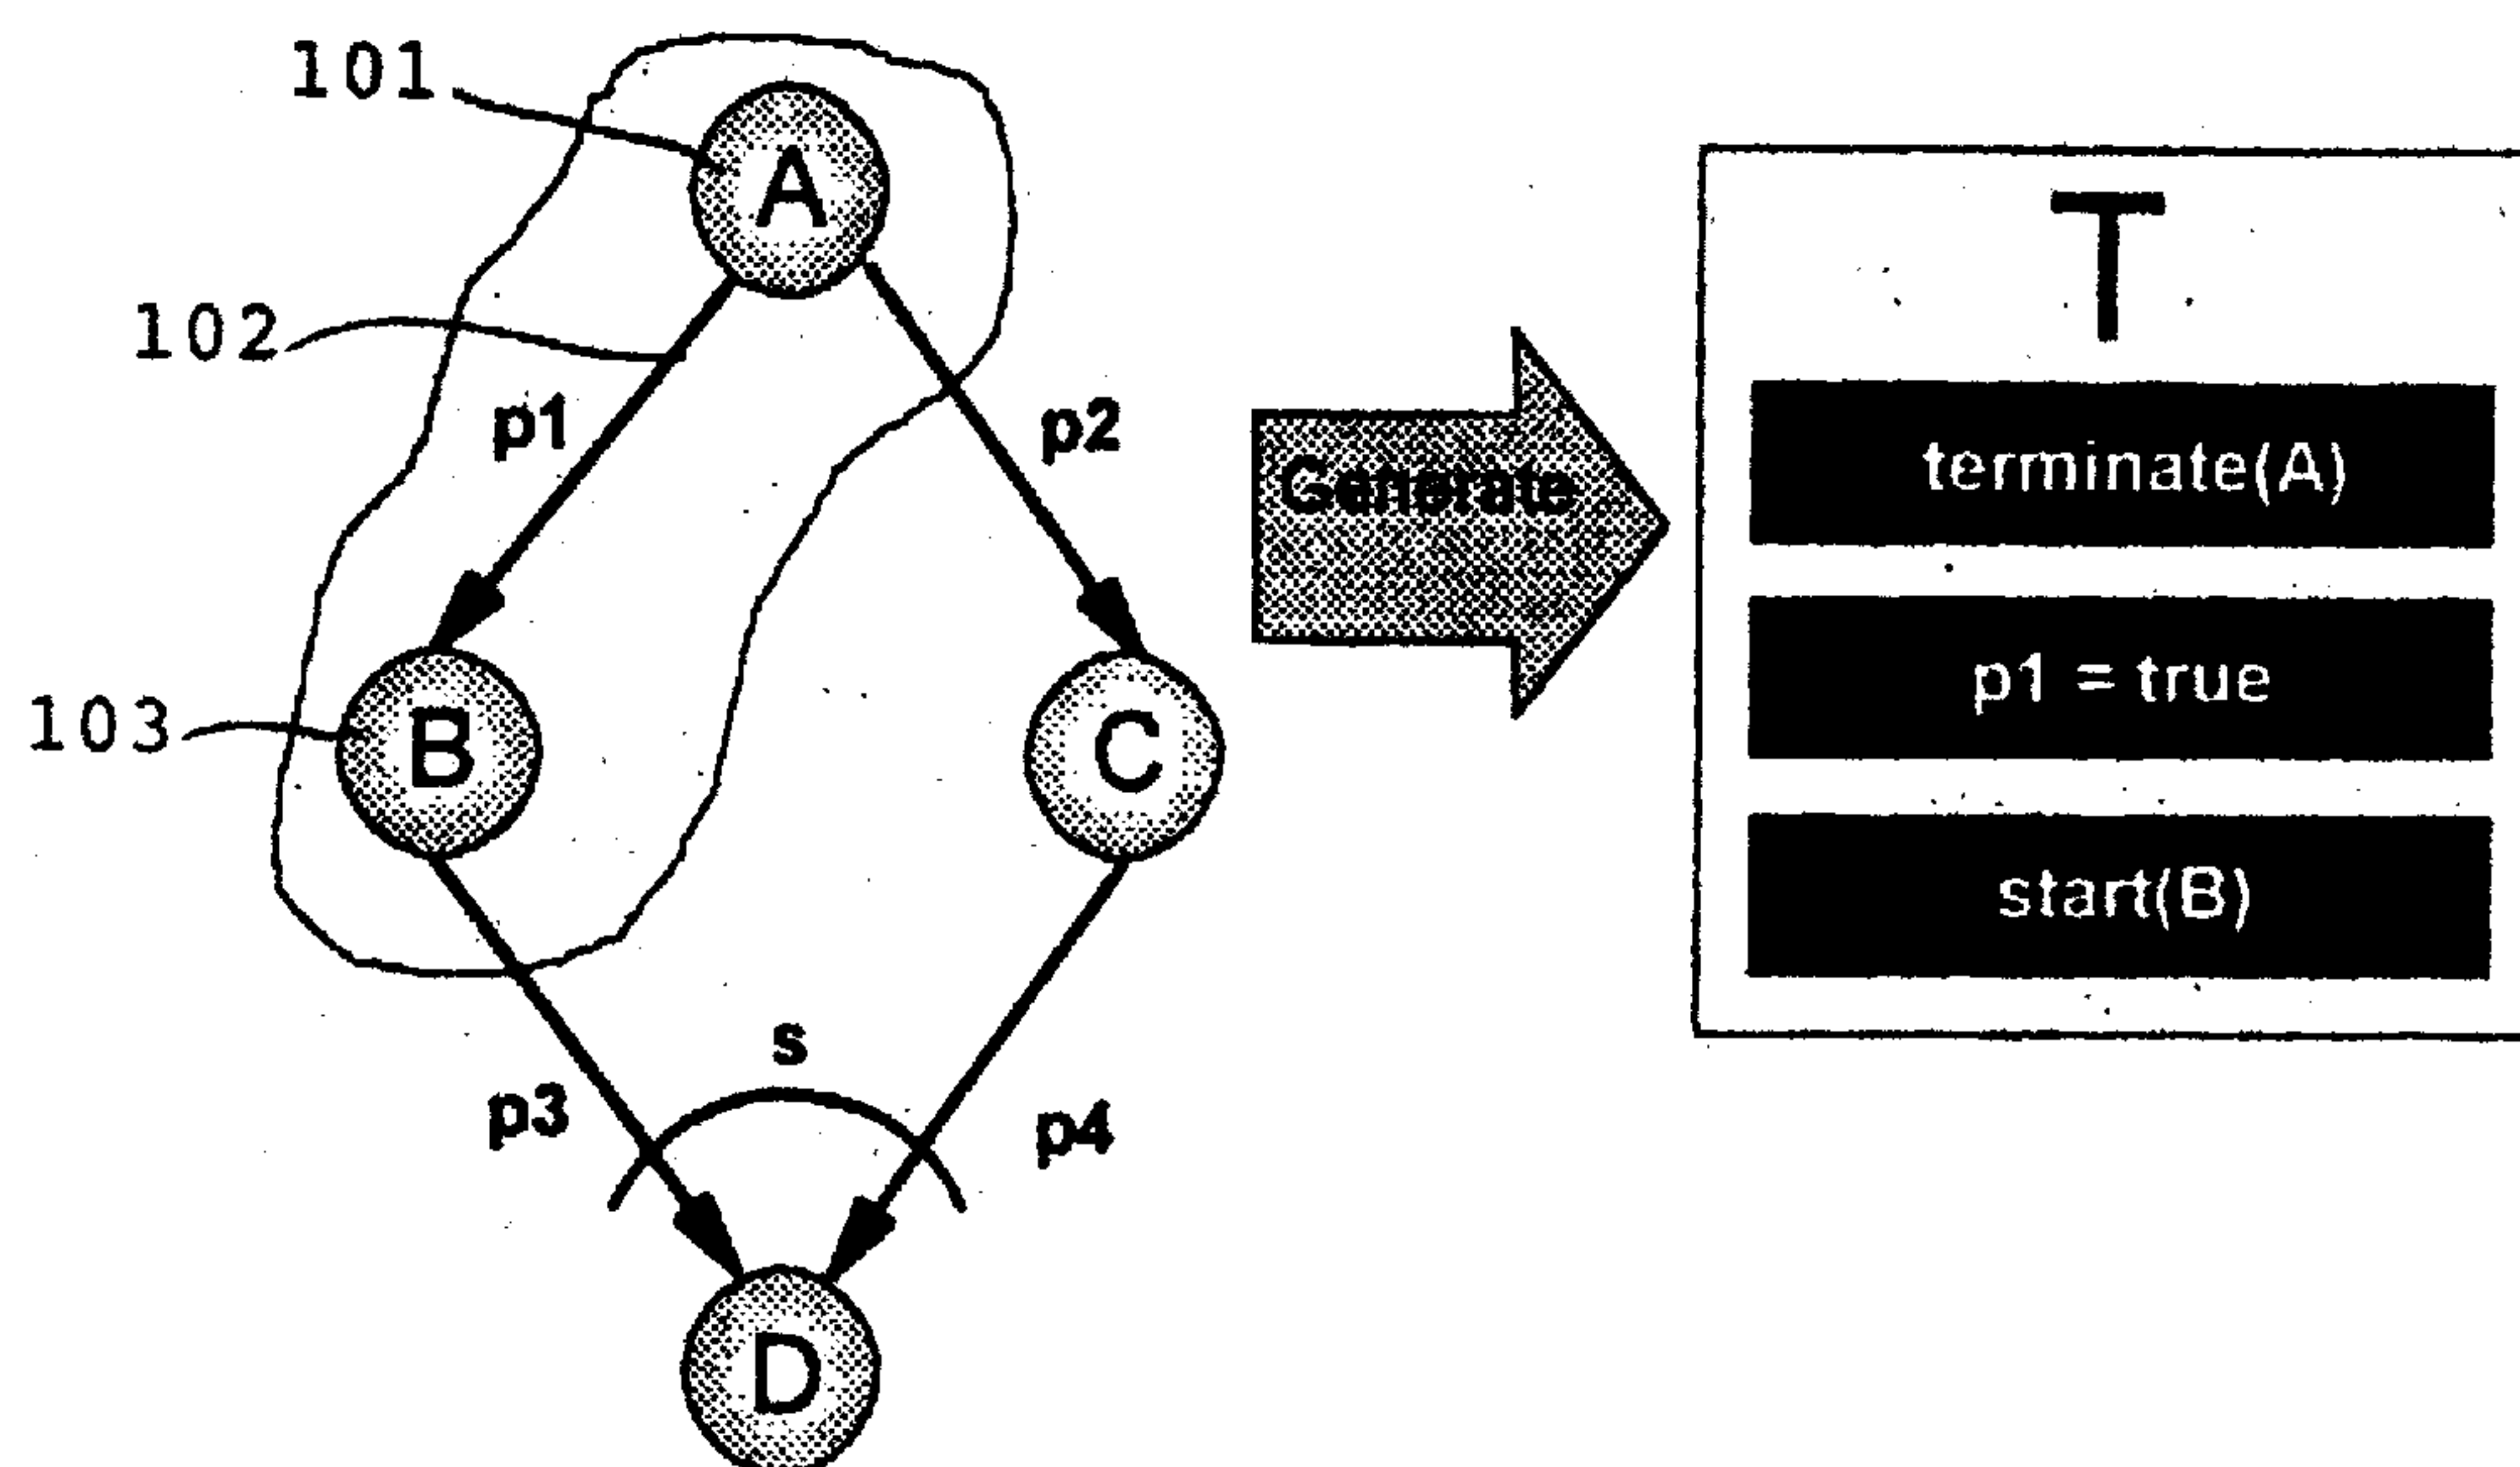 101
A
102
p1
p2
103
B
C
s
p3
p4
D
Generate
T
terminate(A)
p1 = true
start(B)